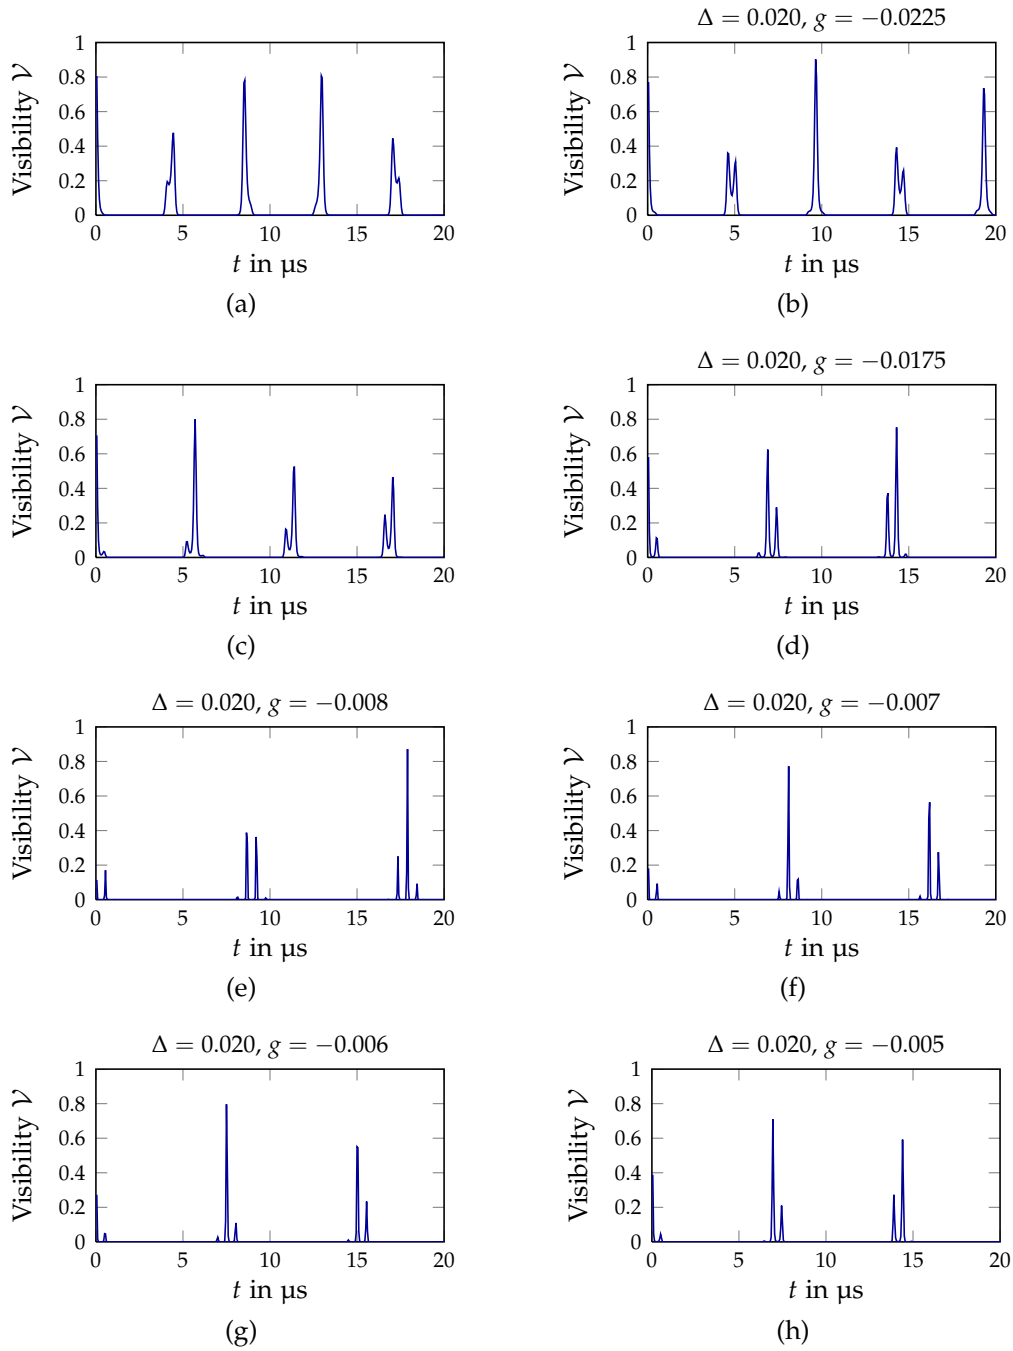 Δ = 0.020, g = −0.0225
1
0.8
0.6
0.4
0.2
0
Visibility 𝒱
0 5 10 15 20
t in µs
(a)
1
0.8
0.6
0.4
0.2
0
Visibility 𝒱
0 5 10 15 20
t in µs
(b)
Δ = 0.020, g = −0.0175
1
0.8
0.6
0.4
0.2
0
Visibility 𝒱
0 5 10 15 20
t in µs
(c)
1
0.8
0.6
0.4
0.2
0
Visibility 𝒱
0 5 10 15 20
t in µs
(d)
Δ = 0.020, g = −0.008
1
0.8
0.6
0.4
0.2
0
Visibility 𝒱
0 5 10 15 20
t in µs
(e)
Δ = 0.020, g = −0.007
1
0.8
0.6
0.4
0.2
0
Visibility 𝒱
0 5 10 15 20
t in µs
(f)
Δ = 0.020, g = −0.006
1
0.8
0.6
0.4
0.2
0
Visibility 𝒱
0 5 10 15 20
t in µs
(g)
Δ = 0.020, g = −0.005
1
0.8
0.6
0.4
0.2
0
Visibility 𝒱
0 5 10 15 20
t in µs
(h)